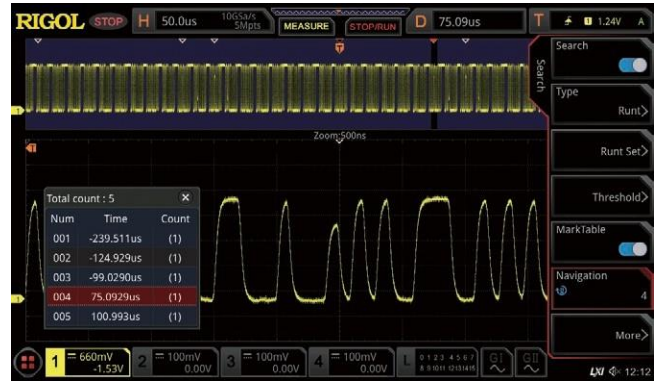 RIGOL STOP H 50.0us 10GSa/s 5Mpts MEASURE STOP/RUN D 75.09us T 1 1.24V A
Search
Search
Type
Runt>
Zoom:500ns
Runt Set>
Threshold>
MarkTable
Navigation
4
More>
Total count : 5 ×
Num Time Count
001 -239.511us (1)
002 -124.929us (1)
003 -99.0290us (1)
004 75.0929us (1)
005 100.993us (1)
1 660mV -1.53V 2 100mV 0.00V 3 100mV 0.00V 4 100mV 0.00V L 0 1 2 3 4 5 6 7 8 9 10 11 12 13 14 15 GI GII
LXI 12:12